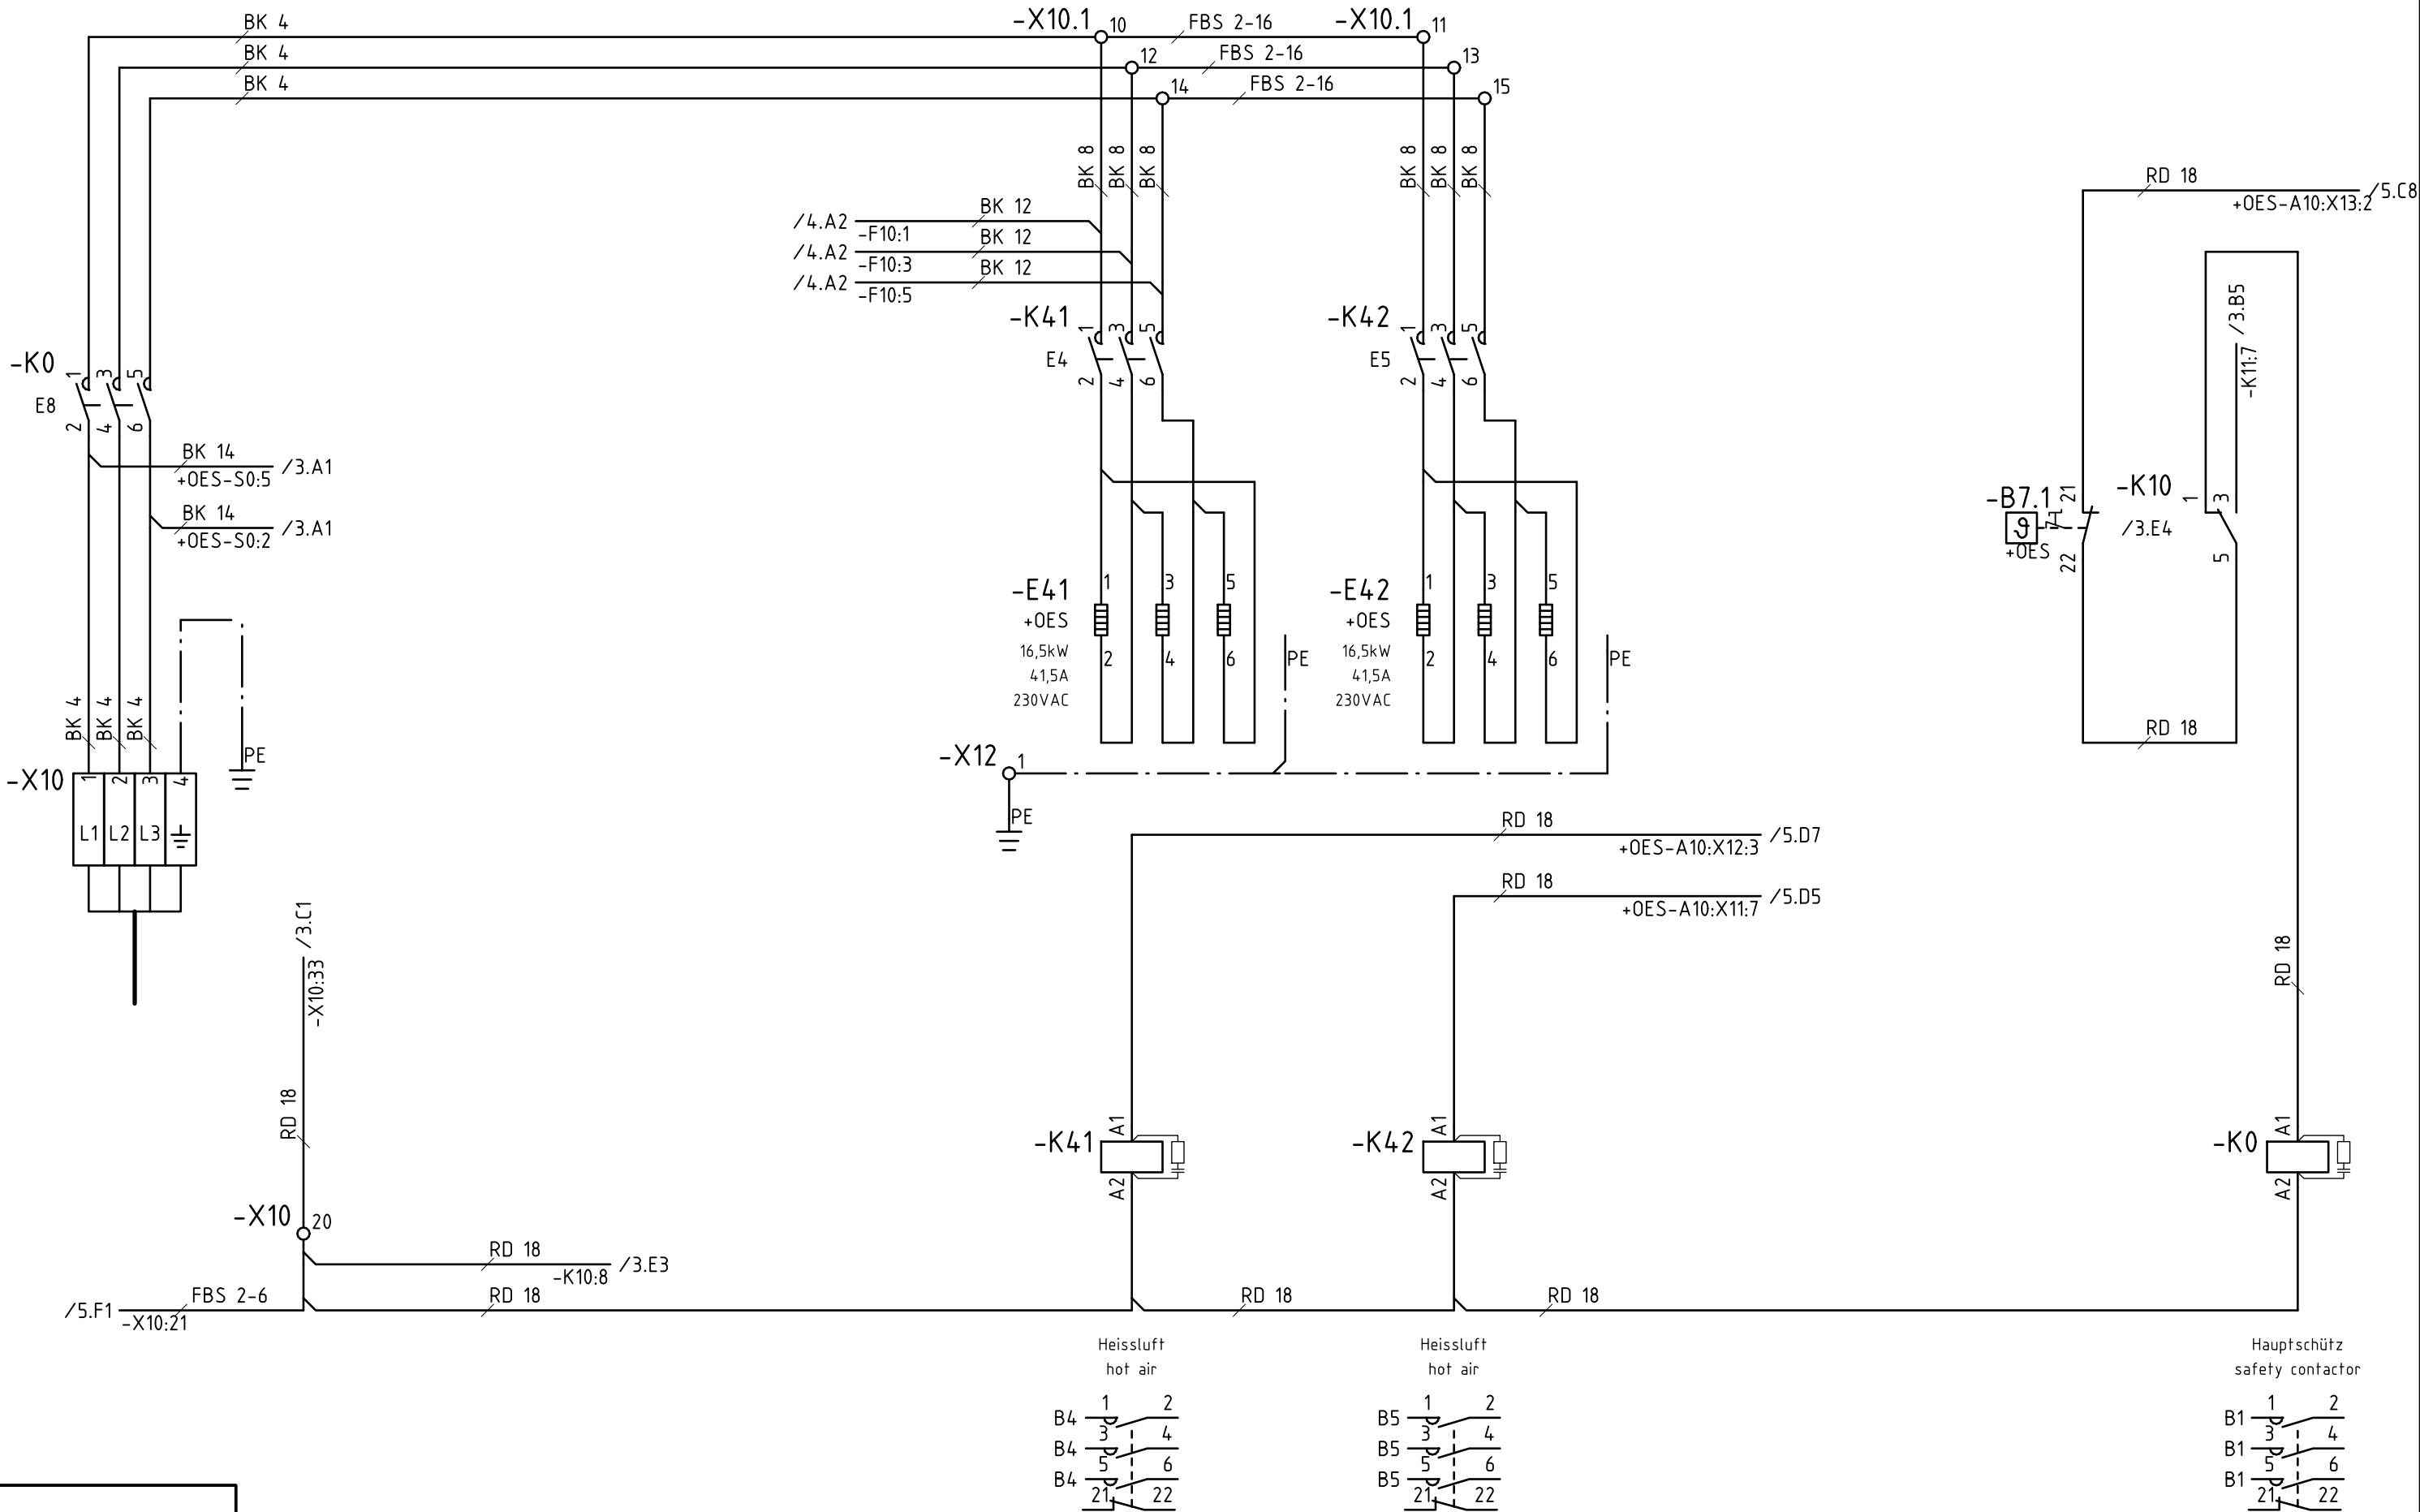 BK 4
BK 4
BK 4
-X10.1 10 FBS 2-16
12 FBS 2-16
14 FBS 2-16
-X10.1 11
13
15
BK 8 BK 8 BK 8
BK 8 BK 8 BK 8
RD 18 /5.C8
+OES-A10:X13:2
/4.A2 BK 12
-F10:1
/4.A2 BK 12
-F10:3
/4.A2 BK 12
-F10:5
-K0
E8
1 3 5
2 4 6
BK 14 /3.A1
+OES-S0:5
BK 14 /3.A1
+OES-S0:2
-K41
E4
1 3 5
2 4 6
-K42
E5
1 3 5
2 4 6
/3.B5
-K11:7
-B7.1
+OES
ϑ
21
22
-K10
/3.E4
1 3
5
RD 18
-E41
+OES
16,5kW
41,5A
230VAC
1 3 5
2 4 6
PE
-E42
+OES
16,5kW
41,5A
230VAC
1 3 5
2 4 6
PE
BK 4 BK 4 BK 4
PE
-X10
1 2 3 4
L1 L2 L3
-X12 1
PE
RD 18 /5.D7
+OES-A10:X12:3
RD 18 /5.D5
+OES-A10:X11:7
/3.C1
-X10:33
RD 18
RD 18
-K41
A1
A2
-K42
A1
A2
-K0
A1
A2
-X10 20
RD 18 /3.E3
-K10:8
/5.F1 FBS 2-6
-X10:21
RD 18
RD 18
RD 18
Heissluft
hot air
B4 1 2
B4 3 4
B4 5 6
21 22
Heissluft
hot air
B5 1 2
B5 3 4
B5 5 6
21 22
Hauptschütz
safety contactor
B1 1 2
B1 3 4
B1 5 6
21 22